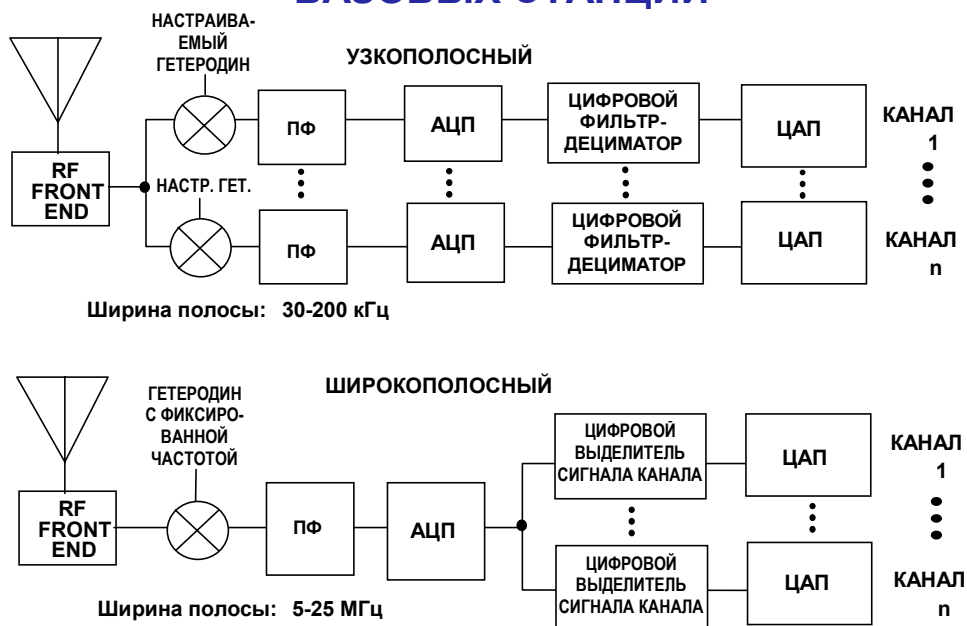 БАЗОВЫХ СТАНЦИЙ
НАСТРАИВА-
ЕМЫЙ
ГЕТЕРОДИН
УЗКОПОЛОСНЫЙ
RF
FRONT
END
НАСТР. ГЕТ.
ПФ
АЦП
ЦИФРОВОЙ
ФИЛЬТР-
ДЕЦИМАТОР
ЦАП
КАНАЛ
1
ПФ
АЦП
ЦИФРОВОЙ
ФИЛЬТР-
ДЕЦИМАТОР
ЦАП
КАНАЛ
n
Ширина полосы: 30-200 кГц
ШИРОКОПОЛОСНЫЙ
ГЕТЕРОДИН
С ФИКСИРО-
ВАННОЙ
ЧАСТОТОЙ
RF
FRONT
END
ПФ
АЦП
ЦИФРОВОЙ
ВЫДЕЛИТЕЛЬ
СИГНАЛА КАНАЛА
ЦАП
КАНАЛ
1
ЦИФРОВОЙ
ВЫДЕЛИТЕЛЬ
СИГНАЛА КАНАЛА
ЦАП
КАНАЛ
n
Ширина полосы: 5-25 МГц